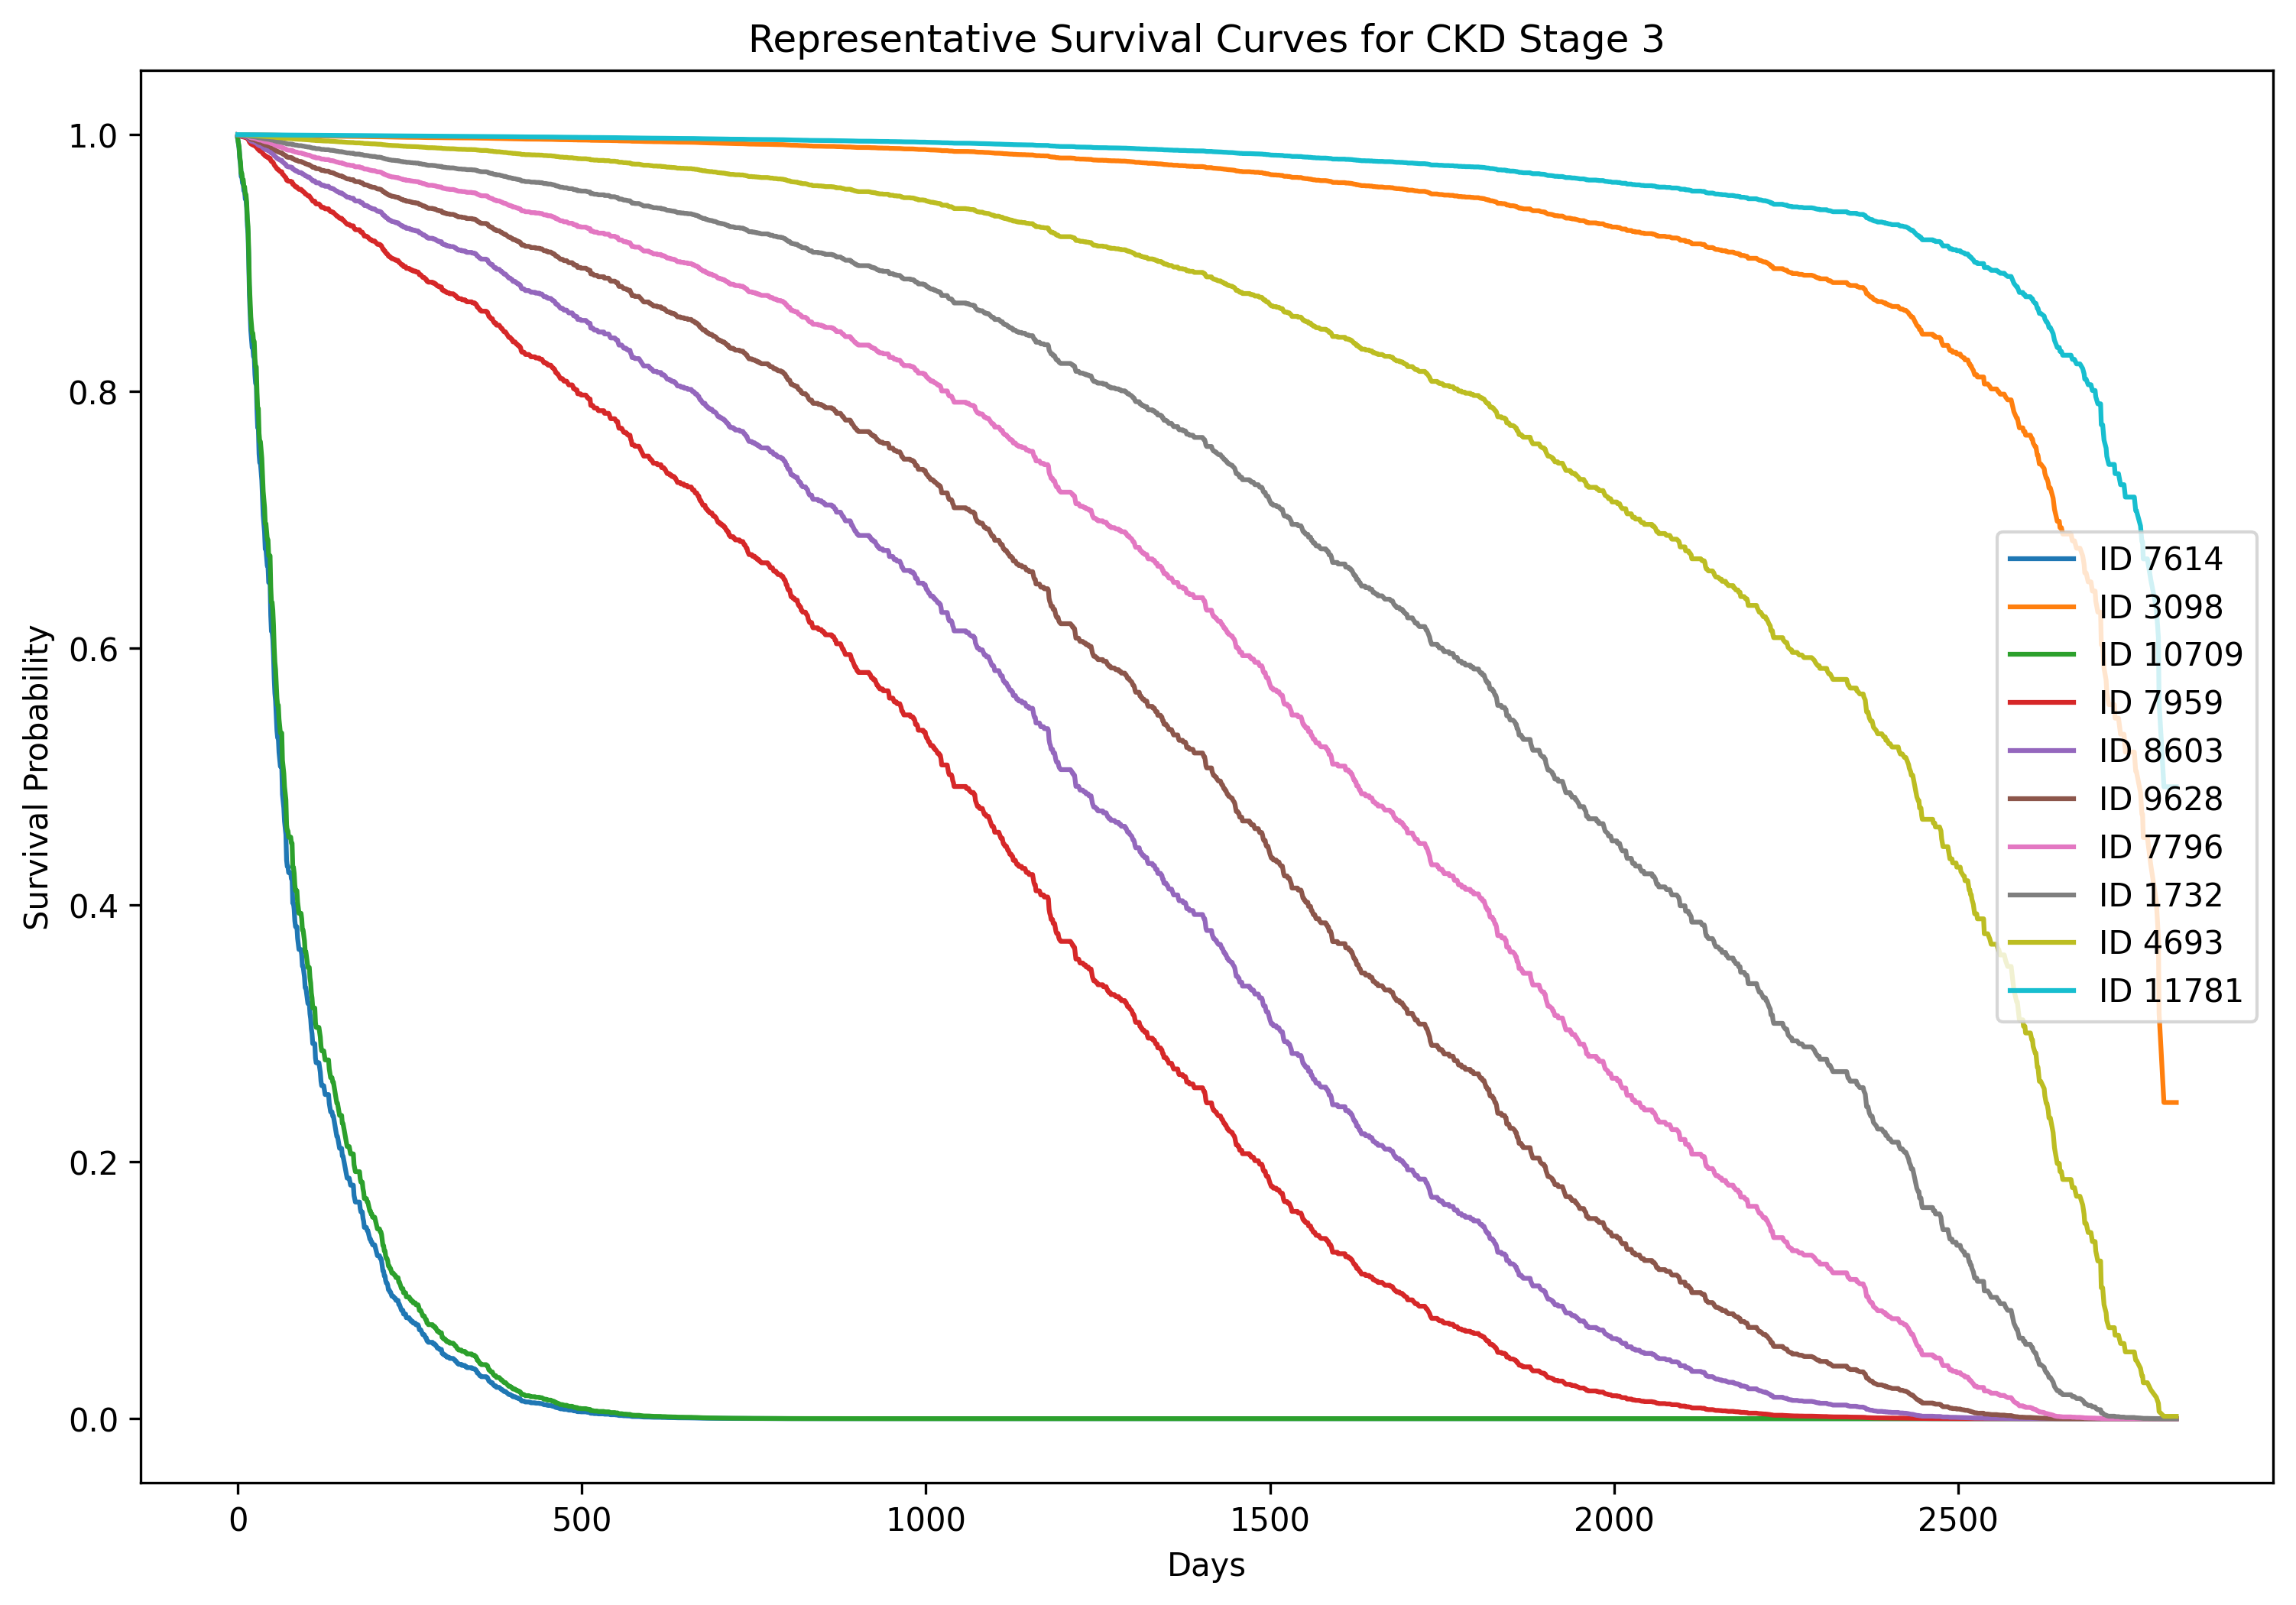 Representative Survival Curves for CKD Stage 3
Survival Probability
1.0
0.8
0.6
0.4
0.2
0.0
0 500 1000 1500 2000 2500
Days
ID 7614
ID 3098
ID 10709
ID 7959
ID 8603
ID 9628
ID 7796
ID 1732
ID 4693
ID 11781